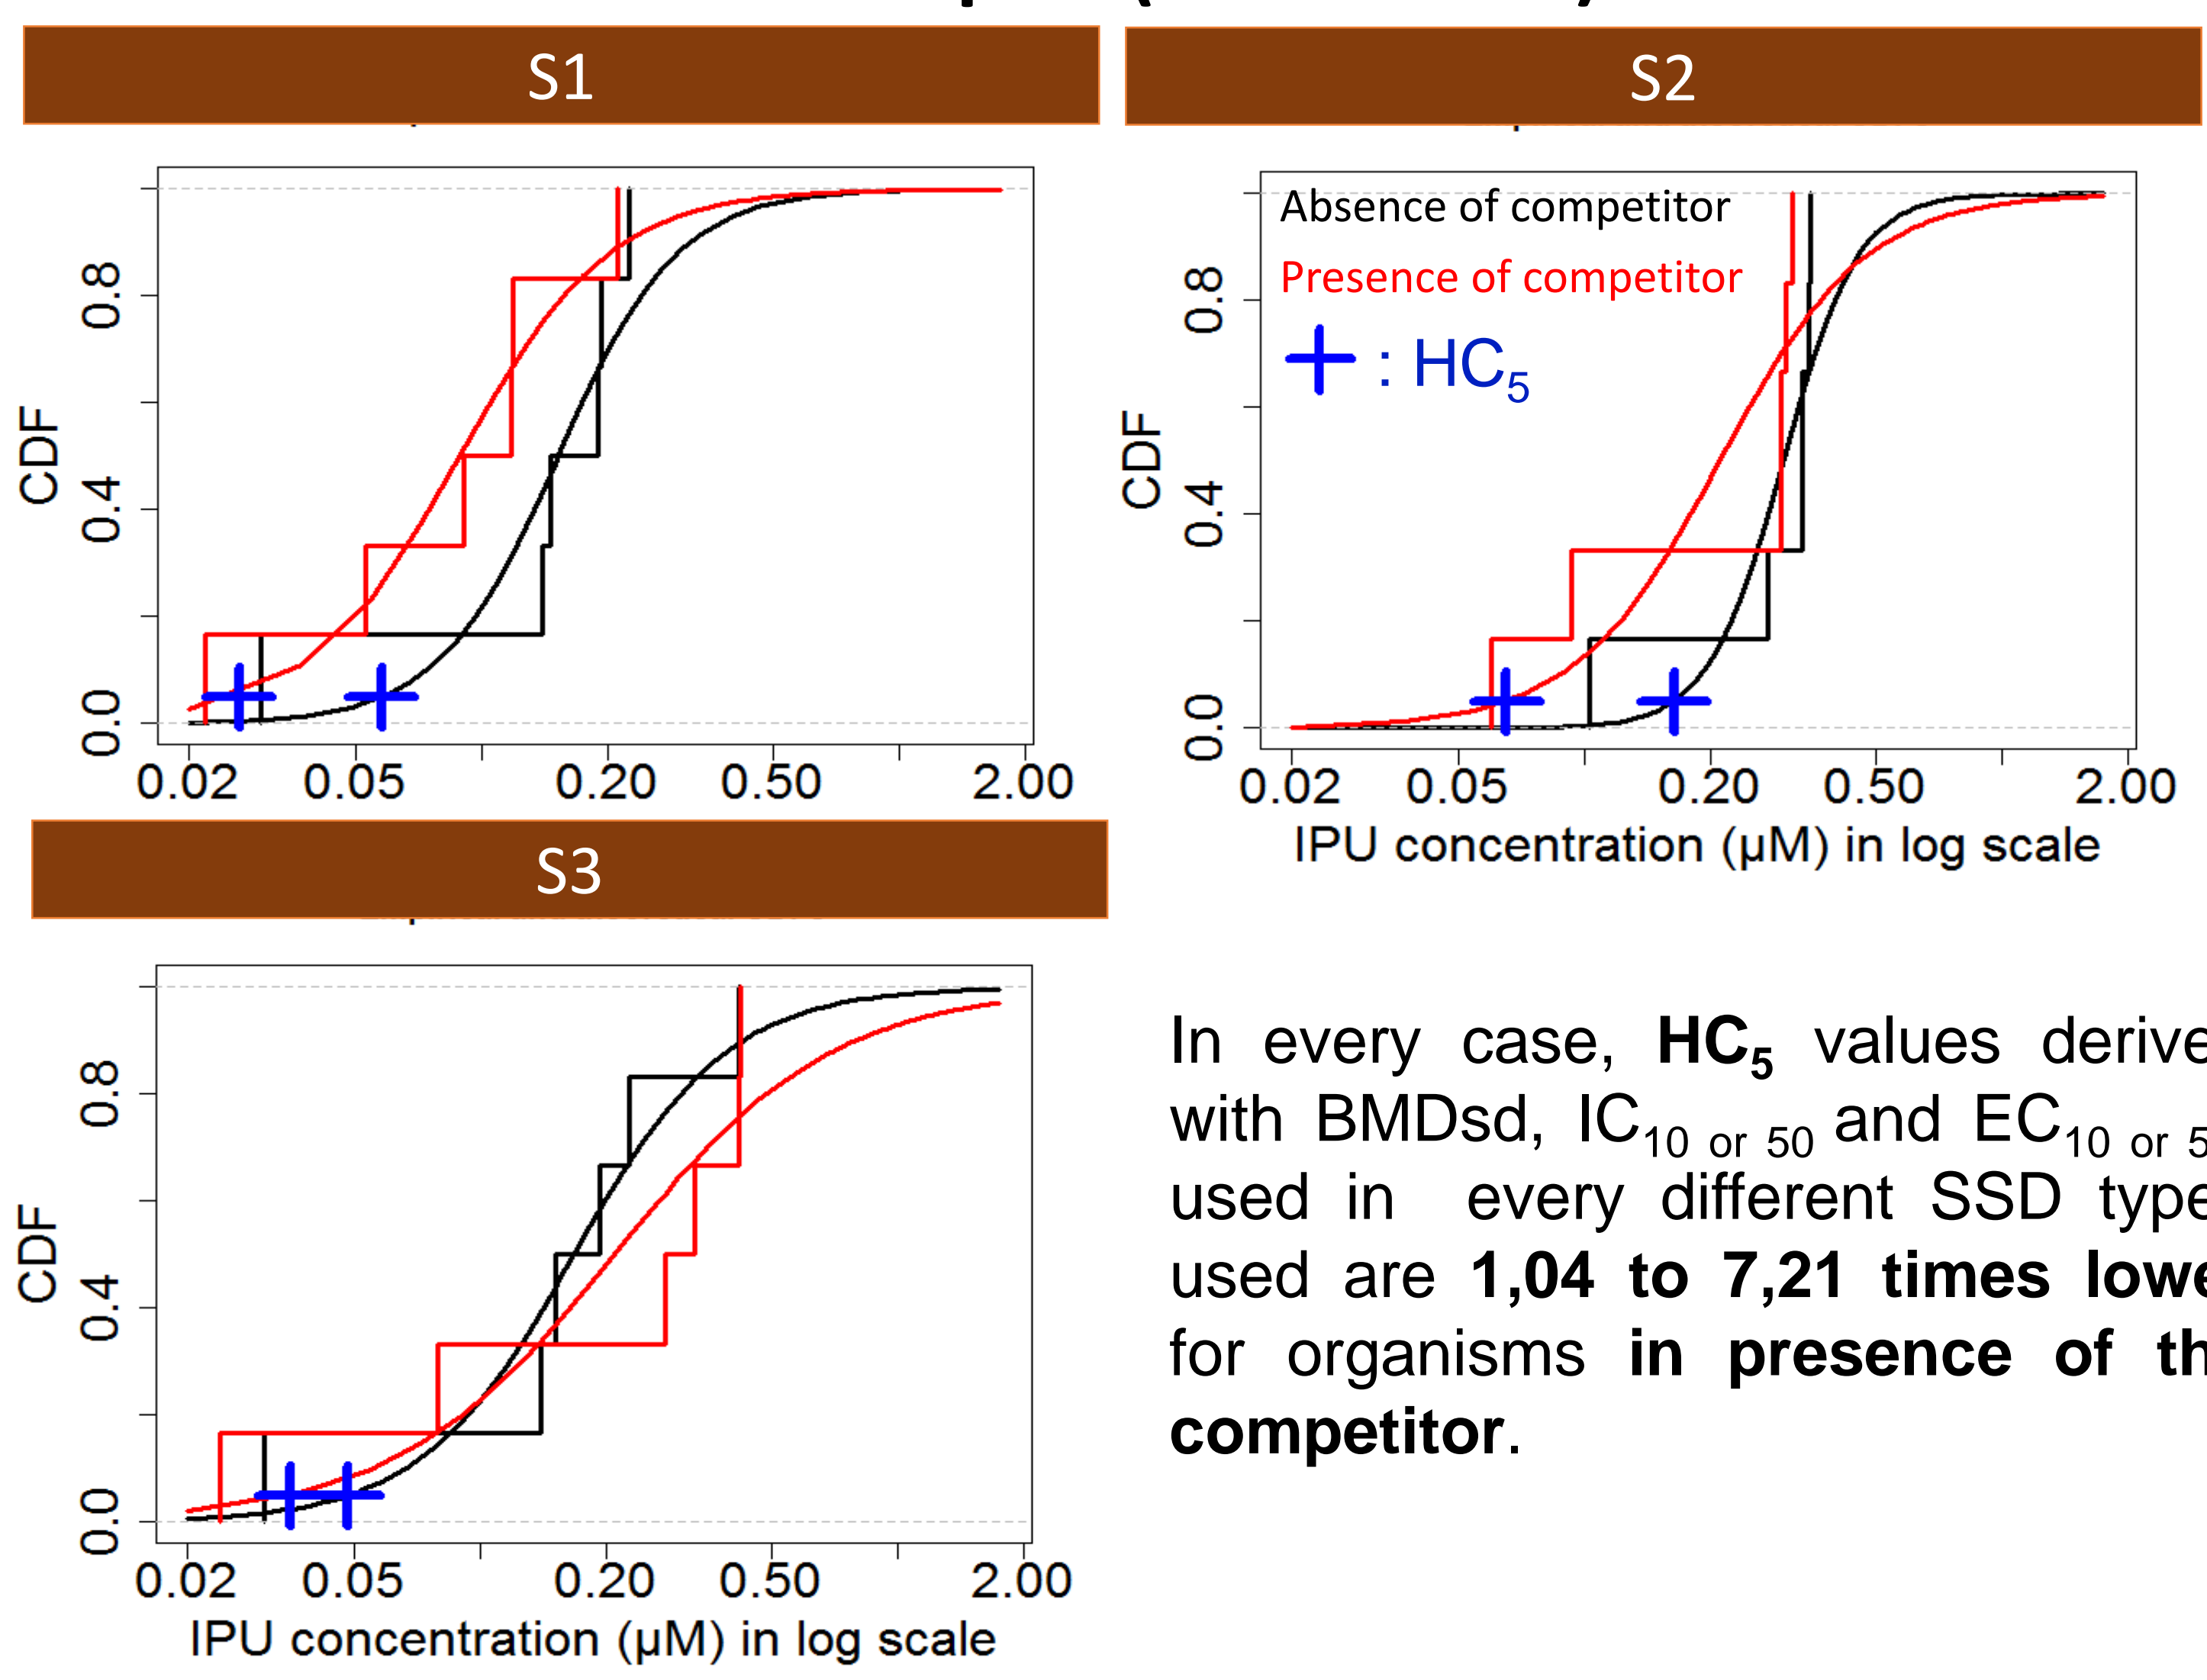 S1
S2
CDF
0.0 0.4 0.8
0.02 0.05 0.20 0.50 2.00
Absence of competitor
Presence of competitor
: HC5
CDF
0.0 0.4 0.8
0.02 0.05 0.20 0.50 2.00
IPU concentration (µM) in log scale
S3
CDF
0.0 0.4 0.8
0.02 0.05 0.20 0.50 2.00
IPU concentration (µM) in log scale
In every case, HC5 values derive
with BMDsd, IC10 or 50 and EC10 or 5
used in every different SSD type
used are 1,04 to 7,21 times lowe
for organisms in presence of th
competitor.